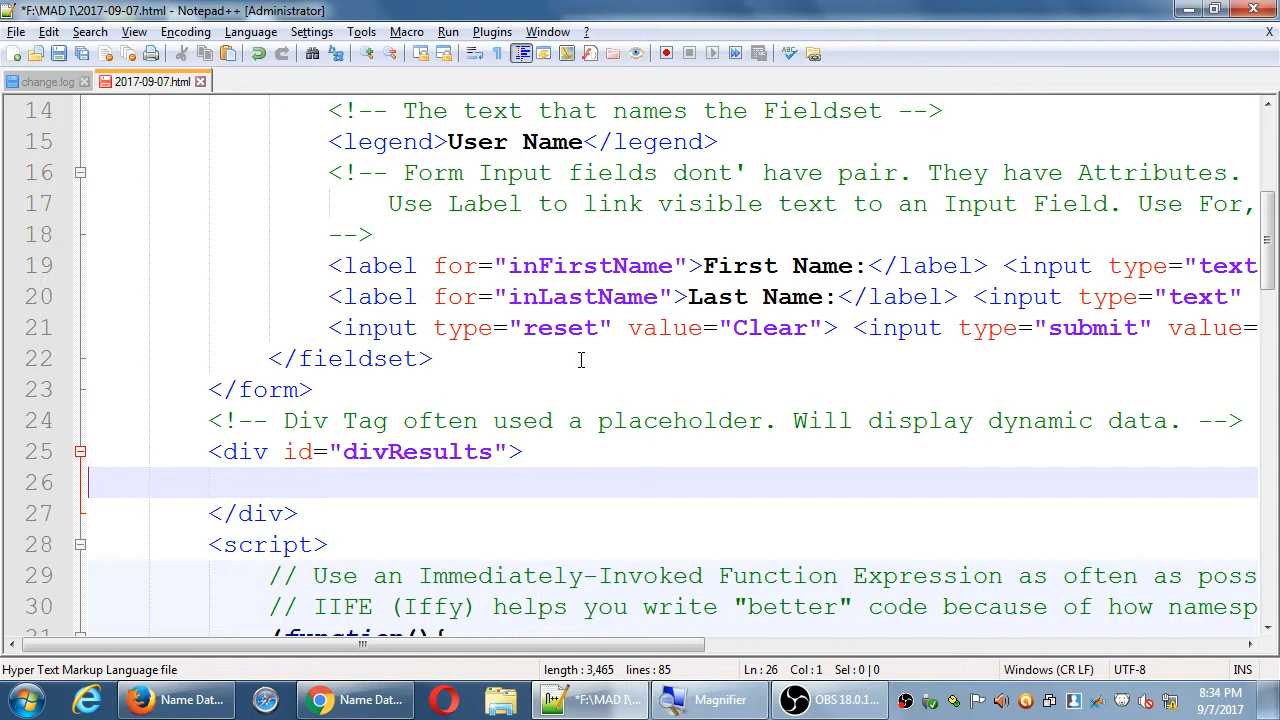 *F:\MAD I\2017-09-07.html - Notepad++ [Administrator]
File Edit Search View Encoding Language Settings Tools Macro Run Plugins Window ? X
change.log 2017-09-07.html
14 <!-- The text that names the Fieldset -->
15 <legend>User Name</legend>
16 <!-- Form Input fields dont' have pair. They have Attributes.
17 Use Label to link visible text to an Input Field. Use For,
18 -->
19 <label for="inFirstName">First Name:</label> <input type="text
20 <label for="inLastName">Last Name:</label> <input type="text"
21 <input type="reset" value="Clear"> <input type="submit" value=
22 </fieldset>
23 </form>
24 <!-- Div Tag often used a placeholder. Will display dynamic data. -->
25 <div id="divResults">
26
27 </div>
28 <script>
29 // Use an Immediately-Invoked Function Expression as often as poss
30 // IIFE (Iffy) helps you write "better" code because of how namesp
31 (function(){
Hyper Text Markup Language file length : 3,465 lines : 85 Ln : 26 Col : 1 Sel : 0 | 0 Windows (CR LF) UTF-8 INS
Name Dat... Name Dat... *F:\MAD I\... Magnifier OBS 18.0.1... 8:34 PM
9/7/2017